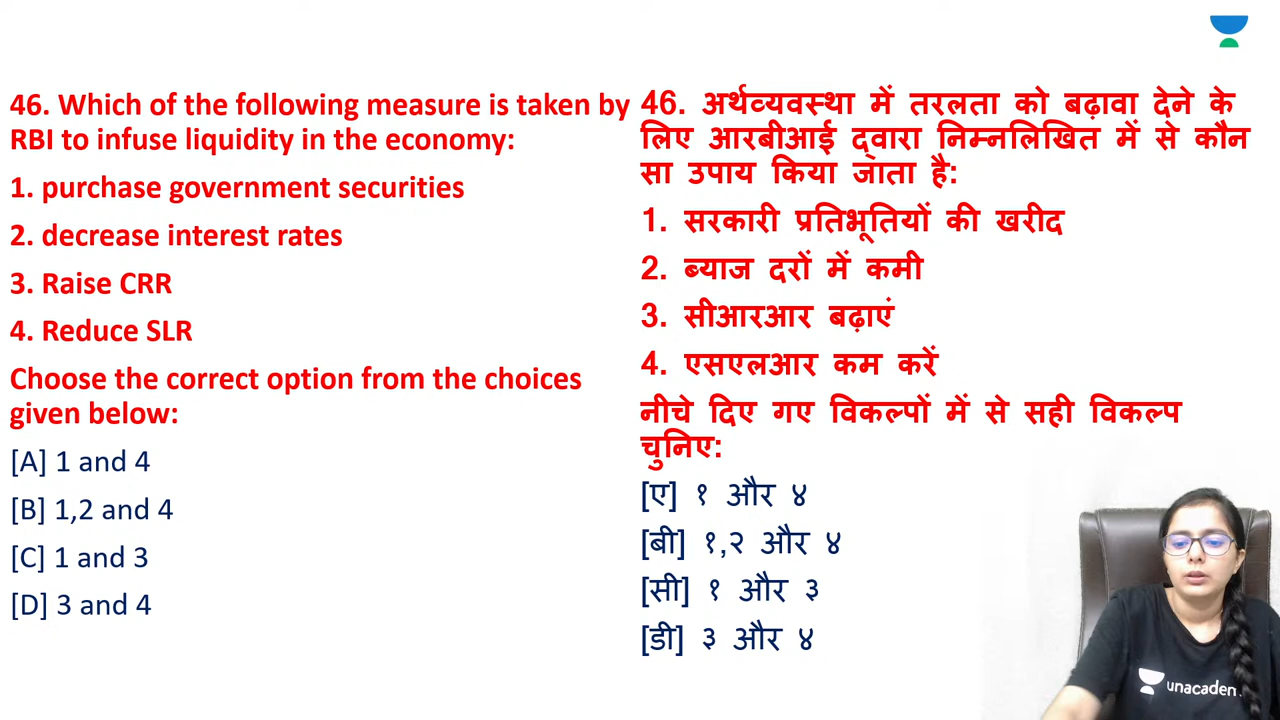 46. Which of the following measure is taken by
RBI to infuse liquidity in the economy:
1. purchase government securities
2. decrease interest rates
3. Raise CRR
4. Reduce SLR
Choose the correct option from the choices
given below:
[A] 1 and 4
[B] 1,2 and 4
[C] 1 and 3
[D] 3 and 4
46. अर्थव्यवस्था में तरलता को बढ़ावा देने के
लिए आरबीआई द्वारा निम्नलिखित में से कौन
सा उपाय किया जाता है:
1. सरकारी प्रतिभूतियों की खरीद
2. ब्याज दरों में कमी
3. सीआरआर बढ़ाएं
4. एसएलआर कम करें
नीचे दिए गए विकल्पों में से सही विकल्प
चुनिए:
[ए] १ और ४
[बी] १,२ और ४
[सी] १ और ३
[डी] ३ और ४
unacadem